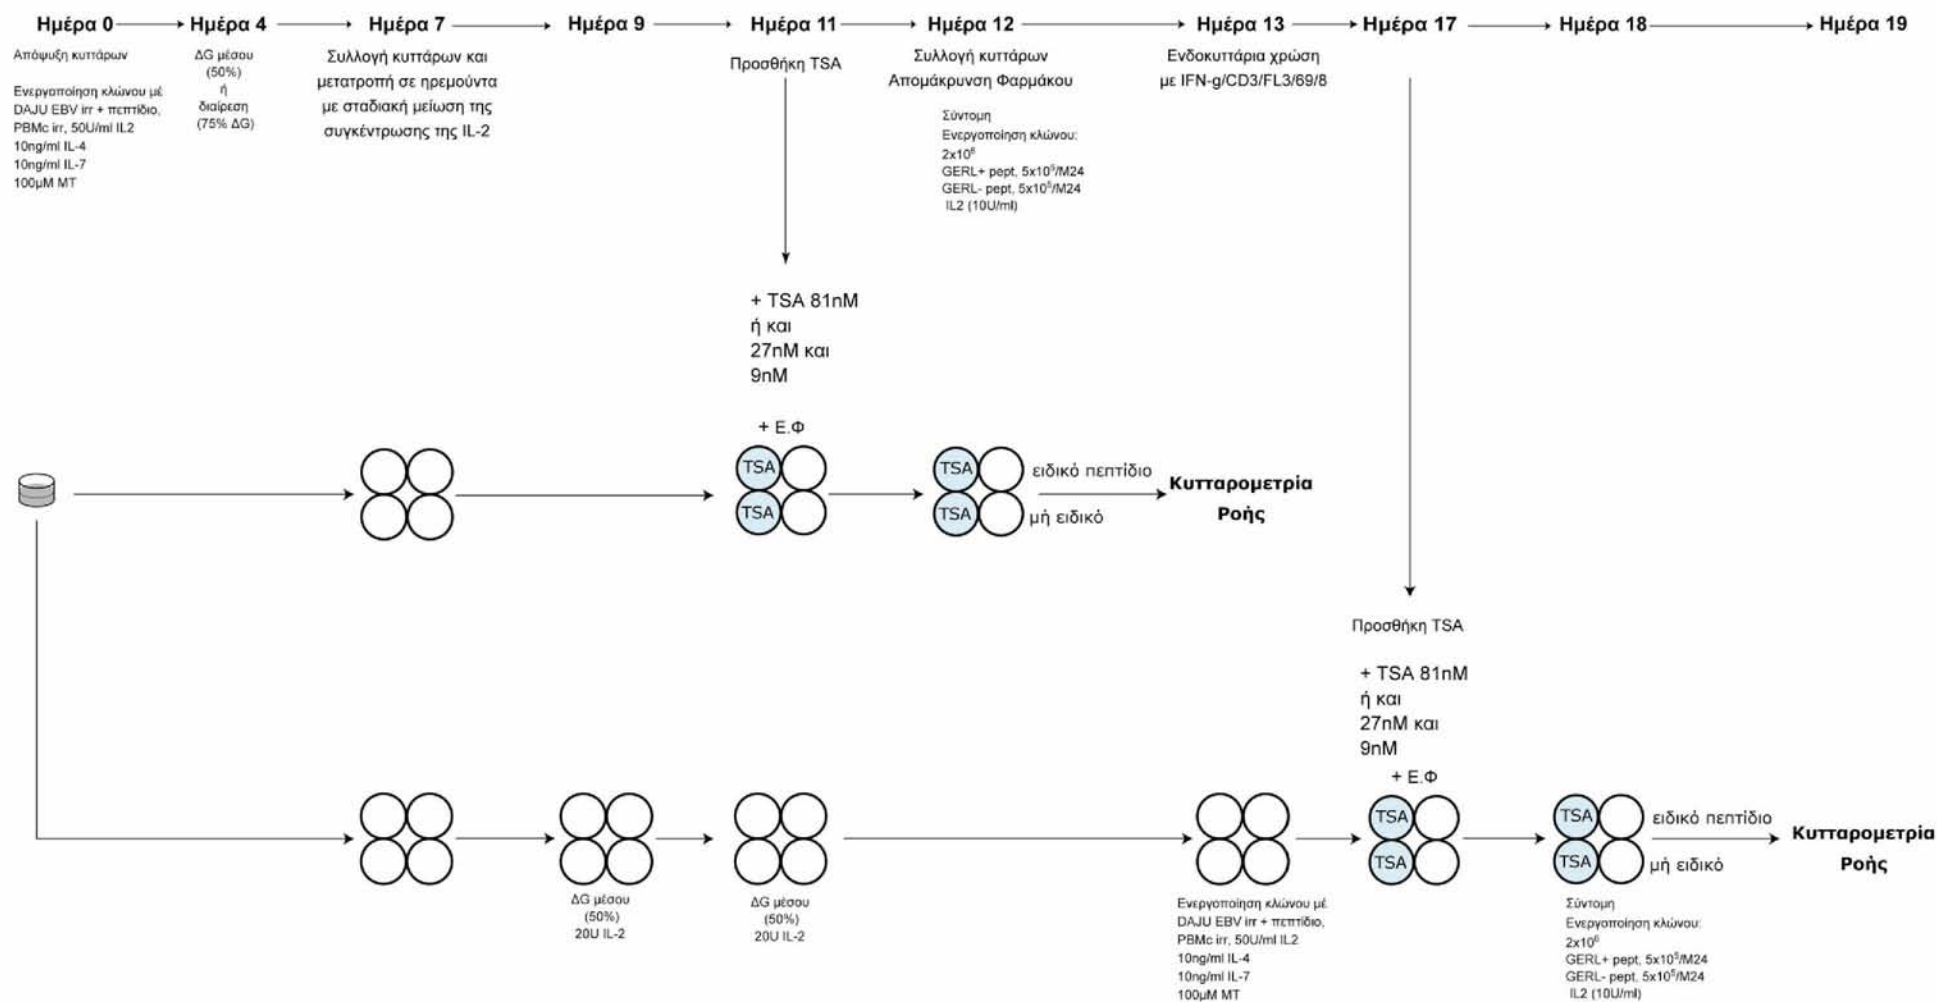 Ημέρα 0
Ημέρα 4
Ημέρα 7
Ημέρα 9
Ημέρα 11
Ημέρα 12
Ημέρα 13
Ημέρα 17
Ημέρα 18
Ημέρα 19
Απόψυξη κυττάρων
Ενεργοποίηση κλώνου μέ
DAJU EBV irr + πεπτίδιο,
PBMc irr, 50U/ml IL2
10ng/ml IL-4
10ng/ml IL-7
100μM MT
ΔG μέσου
(50%)
ή
διαίρεση
(75% ΔG)
Συλλογή κυττάρων και
μετατροπή σε ηρεμούντα
με σταδιακή μείωση της
συγκέντρωσης της IL-2
Προσθήκη TSA
Συλλογή κυττάρων
Απομάκρυνση Φαρμάκου
Σύντομη
Ενεργοποίηση κλώνου:
2x10⁶
GERL+ pept, 5x10⁵/M24
GERL- pept, 5x10⁵/M24
IL2 (10U/ml)
Ενδοκυττάρια χρώση
με IFN-g/CD3/FL3/69/8
+ TSA 81nM
ή και
27nM και
9nM
+ Ε.Φ
TSA
TSA
TSA
TSA
ειδικό πεπτίδιο
μή ειδικό
Κυτταρομετρία
Ροής
Προσθήκη TSA
+ TSA 81nM
ή και
27nM και
9nM
+ Ε.Φ
ΔG μέσου
(50%)
20U IL-2
ΔG μέσου
(50%)
20U IL-2
Ενεργοποίηση κλώνου μέ
DAJU EBV irr + πεπτίδιο,
PBMc irr, 50U/ml IL2
10ng/ml IL-4
10ng/ml IL-7
100μM MT
TSA
TSA
TSA
TSA
ειδικό πεπτίδιο
μή ειδικό
Σύντομη
Ενεργοποίηση κλώνου:
2x10⁶
GERL+ pept, 5x10⁵/M24
GERL- pept, 5x10⁵/M24
IL2 (10U/ml)
Κυτταρομετρία
Ροής